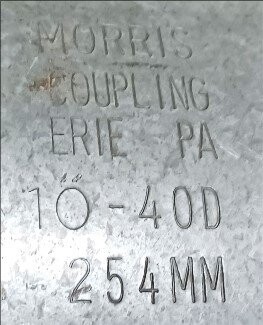 MORRIS
COUPLING
ERIE PA
10-40D
254MM